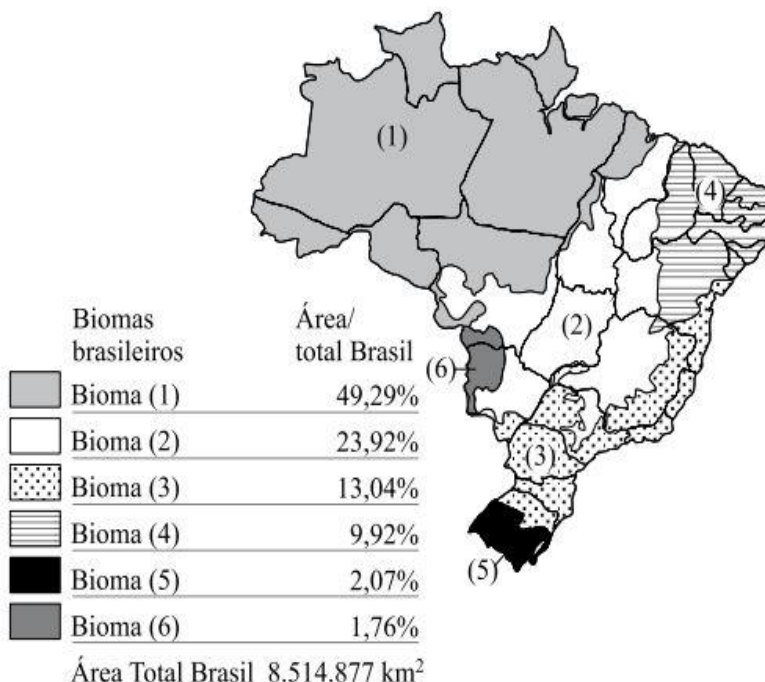 (1)
(4)
(2)
(6)
(3)
(5)
Biomas brasileiros
Área/ total Brasil
Bioma (1) 49,29%
Bioma (2) 23,92%
Bioma (3) 13,04%
Bioma (4) 9,92%
Bioma (5) 2,07%
Bioma (6) 1,76%
Área Total Brasil 8.514.877 km²